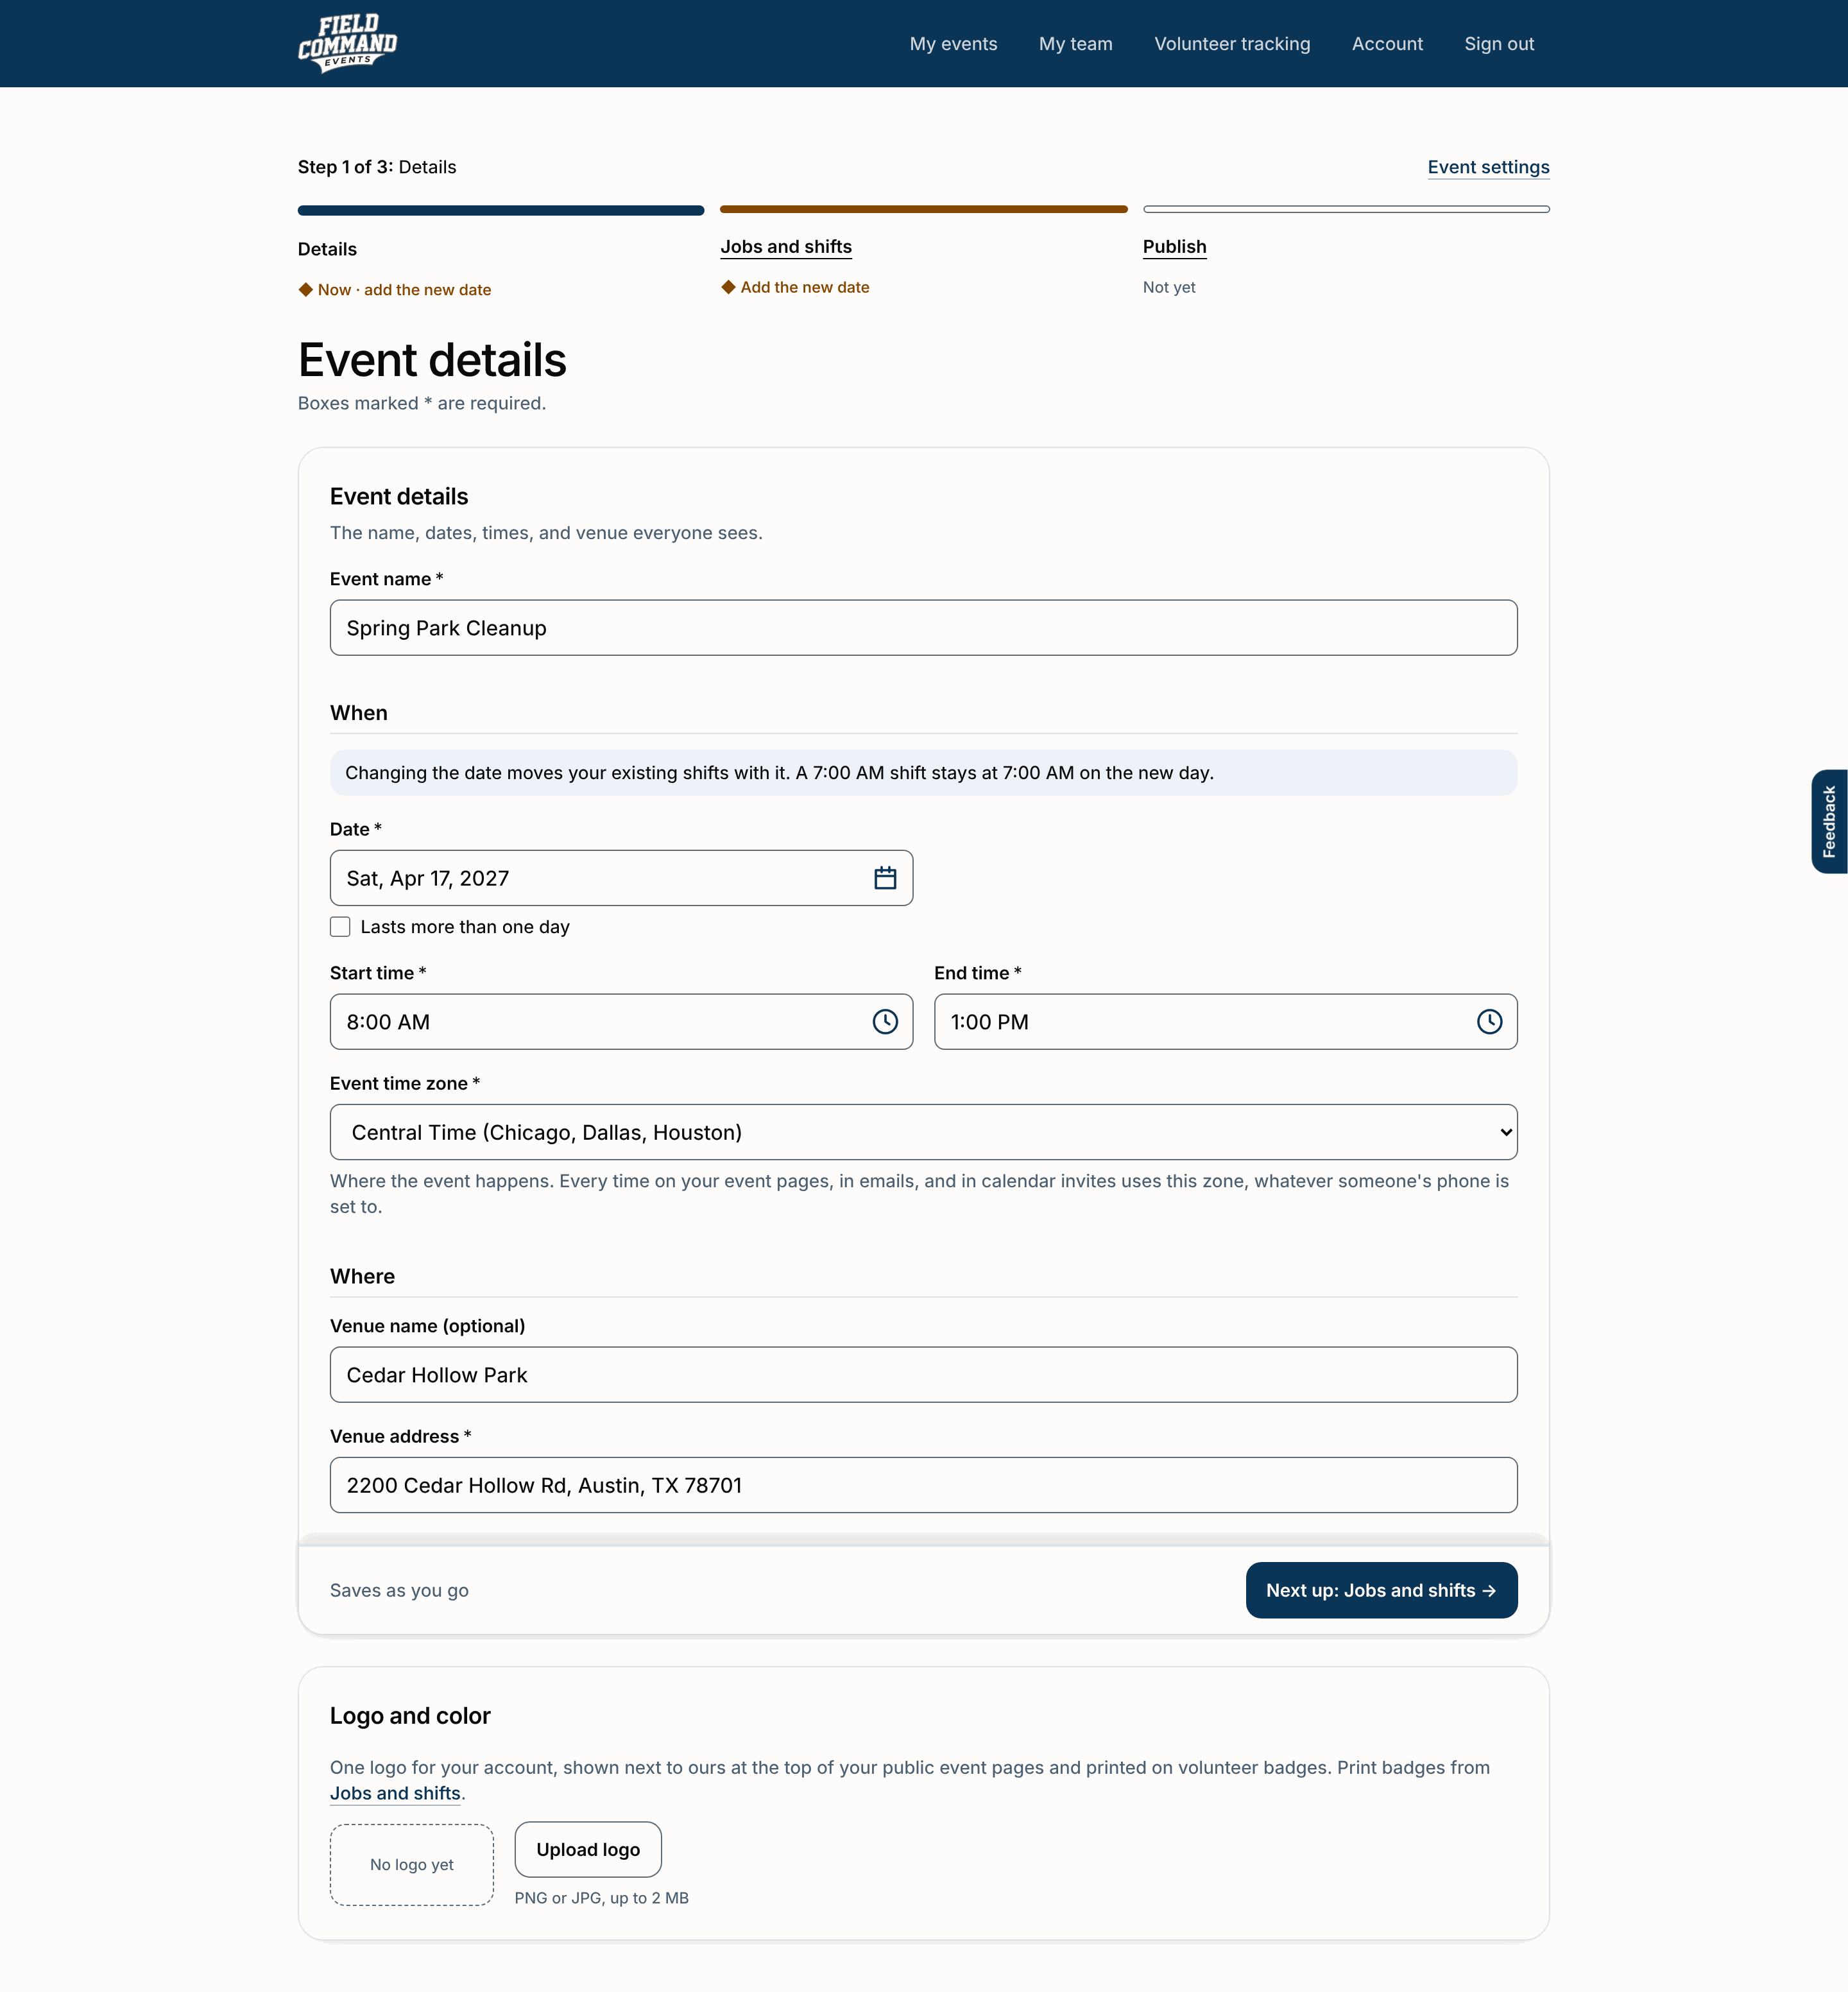 FIELD
COMMAND
EVENTS
My events
My team
Volunteer tracking
Account
Sign out
Step 1 of 3: Details
Event settings
Details
Jobs and shifts
Publish
◆ Now · add the new date
◆ Add the new date
Not yet
Event details
Boxes marked * are required.
Event details
The name, dates, times, and venue everyone sees.
Event name *
Spring Park Cleanup
When
Changing the date moves your existing shifts with it. A 7:00 AM shift stays at 7:00 AM on the new day.
Date *
Sat, Apr 17, 2027
Lasts more than one day
Start time *
End time *
8:00 AM
1:00 PM
Event time zone *
Central Time (Chicago, Dallas, Houston)
Where the event happens. Every time on your event pages, in emails, and in calendar invites uses this zone, whatever someone's phone is
set to.
Where
Venue name (optional)
Cedar Hollow Park
Venue address *
2200 Cedar Hollow Rd, Austin, TX 78701
Saves as you go
Next up: Jobs and shifts →
Logo and color
One logo for your account, shown next to ours at the top of your public event pages and printed on volunteer badges. Print badges from
Jobs and shifts.
No logo yet
Upload logo
PNG or JPG, up to 2 MB
Feedback